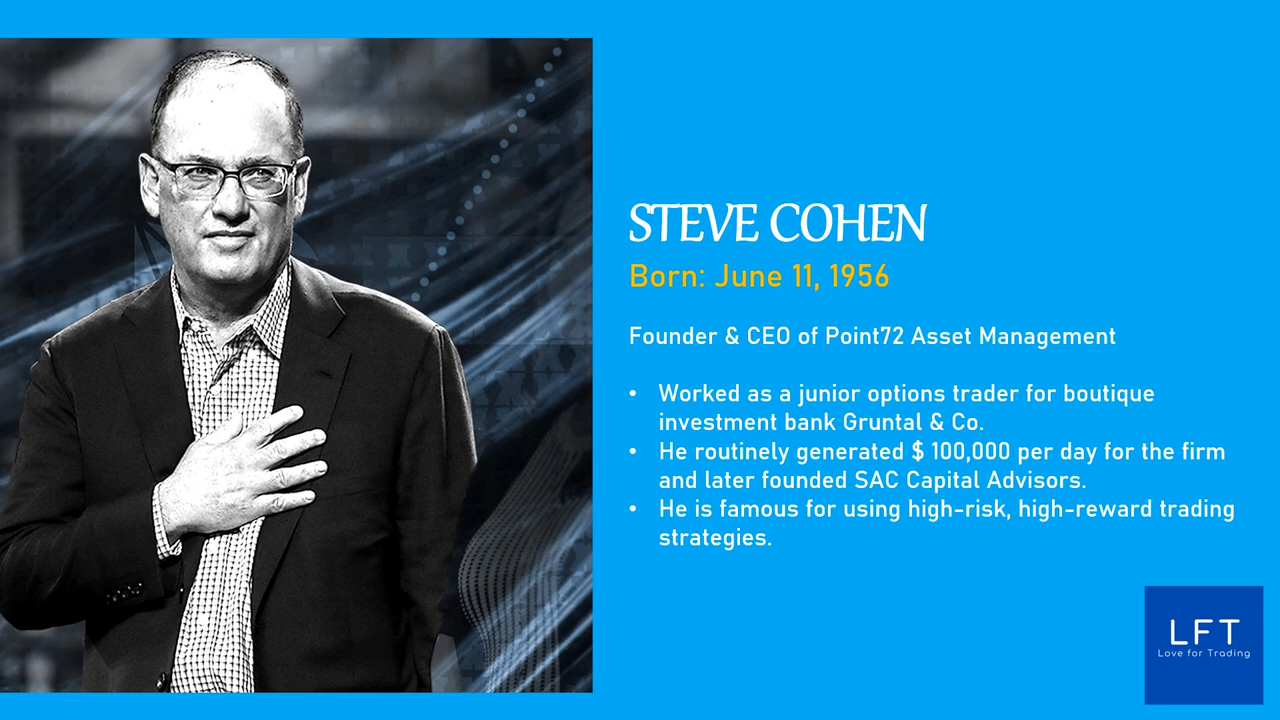 STEVE COHEN
Born: June 11, 1956
Founder & CEO of Point72 Asset Management
• Worked as a junior options trader for boutique
investment bank Gruntal & Co.
• He routinely generated $ 100,000 per day for the firm
and later founded SAC Capital Advisors.
• He is famous for using high-risk, high-reward trading
strategies.
LFT
Love for Trading